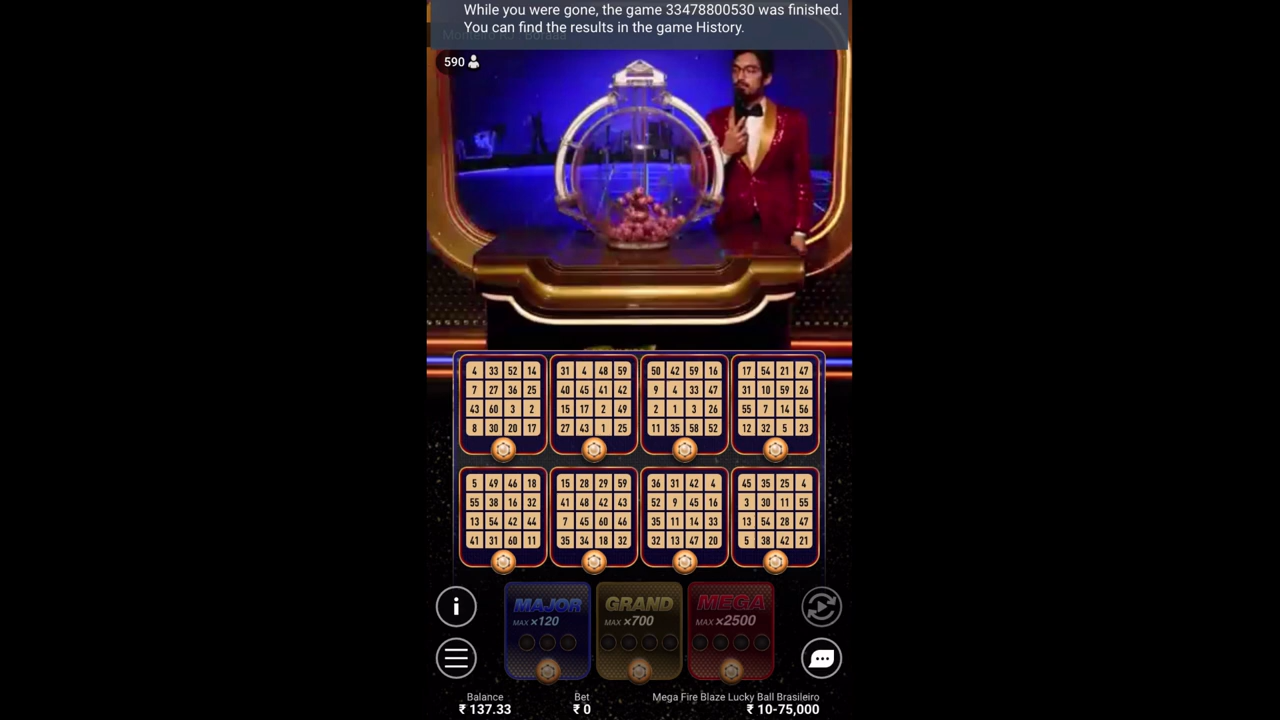 While you were gone, the game 33478800530 was finished.
You can find the results in the game History.
590
4 33 52 14
7 27 36 25
43 60 3 2
8 30 20 17
31 4 48 59
40 45 41 42
15 17 2 49
27 43 1 25
50 42 59 16
9 4 33 47
2 1 3 26
11 35 58 52
17 54 21 47
31 10 59 26
55 7 14 56
12 32 5 23
5 49 46 18
55 38 16 32
13 54 42 44
41 31 60 11
15 28 29 59
41 48 42 43
7 45 60 46
35 34 18 32
36 31 42 4
52 9 45 16
35 11 14 33
32 13 47 20
45 35 25 4
3 30 11 55
13 54 28 47
5 38 42 21
MAJOR
MAX ×120
GRAND
MAX ×700
MEGA
MAX ×2500
Balance
₹ 137.33
Bet
₹ 0
Mega Fire Blaze Lucky Ball Brasileiro
₹ 10-75,000